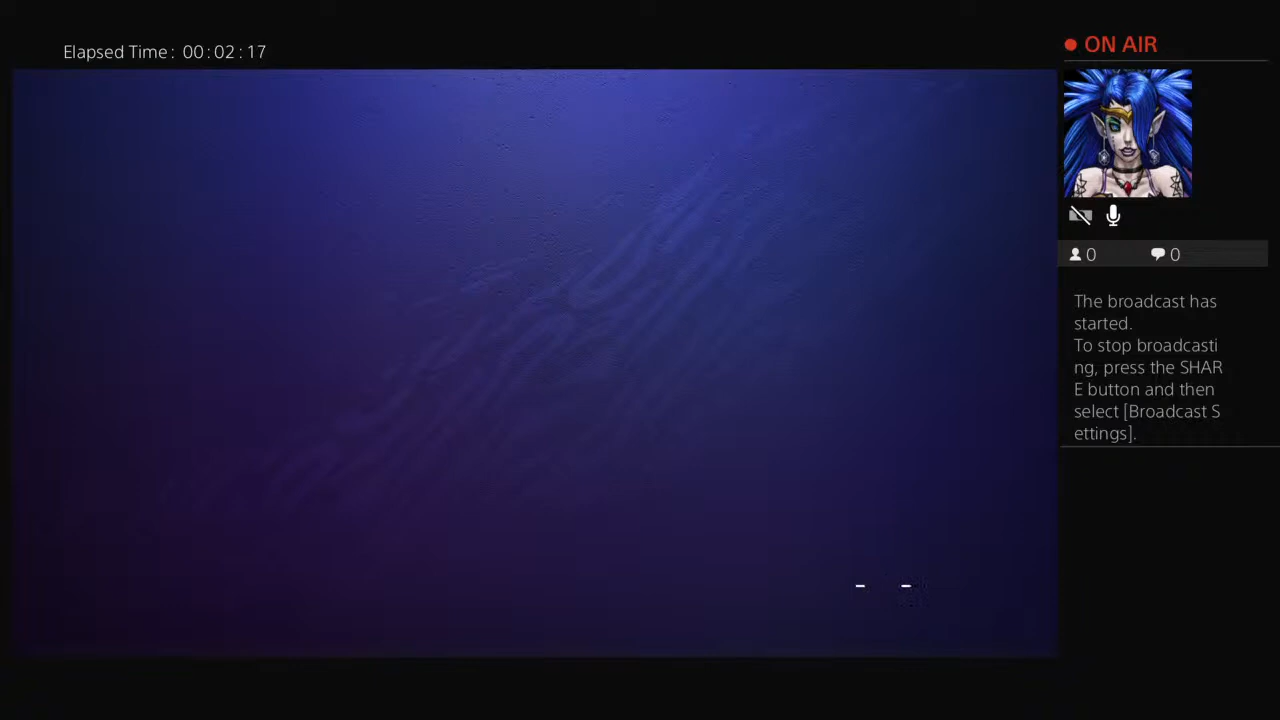 Elapsed Time: 00:02:17
ON AIR
0 0
The broadcast has
started.
To stop broadcasti
ng, press the SHAR
E button and then
select [Broadcast S
ettings].